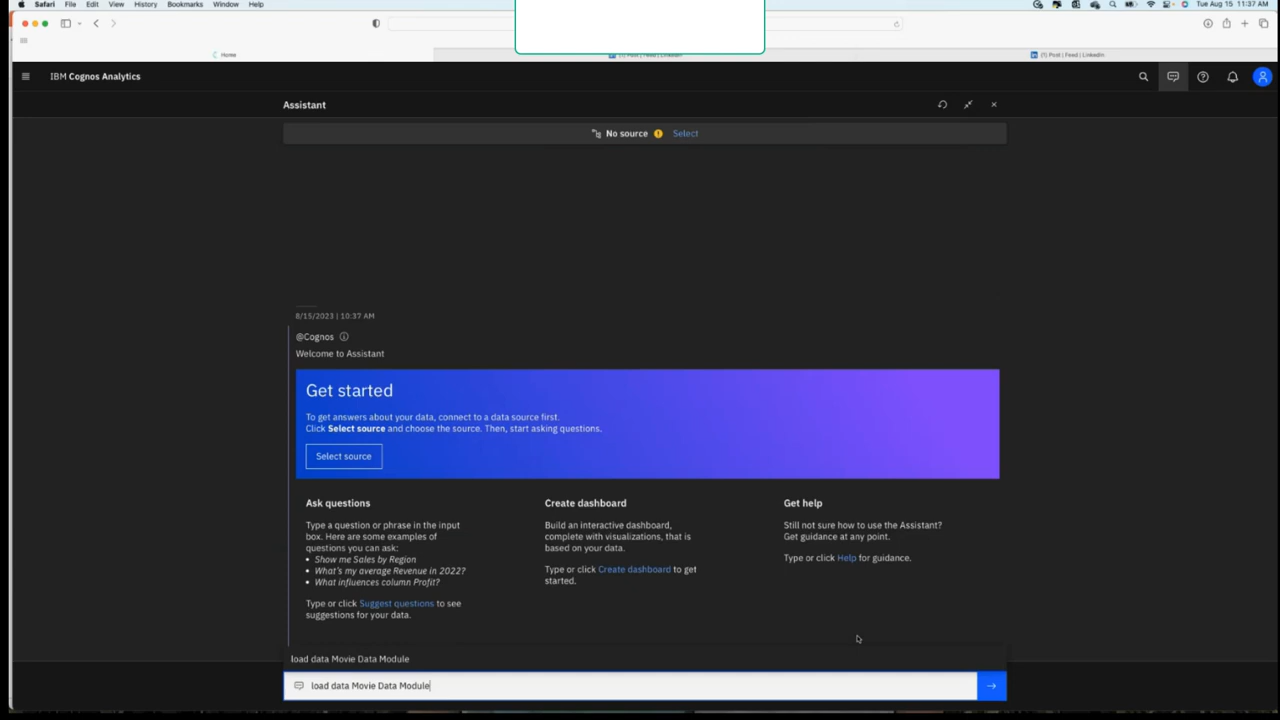 Safari File Edit View History Bookmarks Window Help
Tue Aug 15 11:37 AM
Home
(1) Post | Feed | LinkedIn
(1) Post | Feed | LinkedIn
IBM Cognos Analytics
Assistant
No source Select
8/15/2023 | 10:37 AM
@Cognos
Welcome to Assistant
Get started
To get answers about your data, connect to a data source first.
Click Select source and choose the source. Then, start asking questions.
Select source
Ask questions
Type a question or phrase in the input
box. Here are some examples of
questions you can ask:
• Show me Sales by Region
• What's my average Revenue in 2022?
• What influences column Profit?
Type or click Suggest questions to see
suggestions for your data.
Create dashboard
Build an interactive dashboard,
complete with visualizations, that is
based on your data.
Type or click Create dashboard to get
started.
Get help
Still not sure how to use the Assistant?
Get guidance at any point.
Type or click Help for guidance.
load data Movie Data Module
load data Movie Data Module